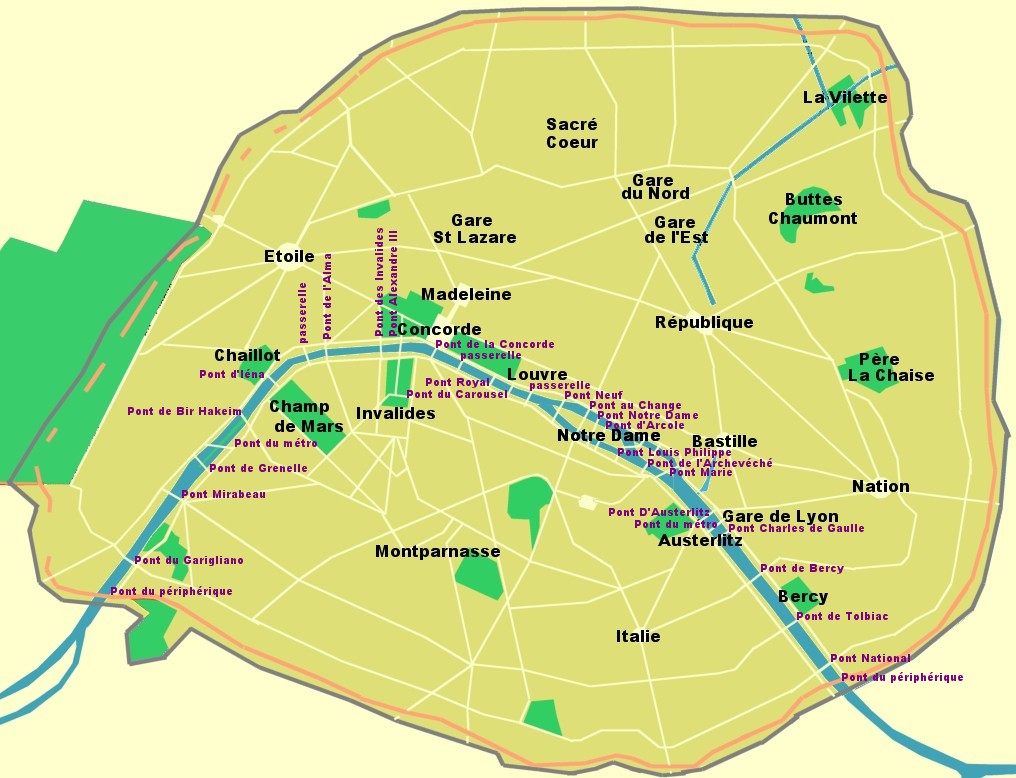 La Vilette
Sacré
Coeur
Gare
du Nord
Buttes
Chaumont
Gare
St Lazare
Gare
de l'Est
Etoile
passerelle
Pont de l'Alma
Pont des Invalides
Pont Alexandre III
Madeleine
République
Concorde
Pont de la Concorde
passerelle
Chaillot
Pont d'Iéna
Louvre
Père
La Chaise
Pont Royal
passerelle
Pont du Carousel
Pont Neuf
Pont de Bir Hakeim
Champ
de Mars
Invalides
Pont au Change
Pont Notre Dame
Pont d'Arcole
Notre Dame
Bastille
Pont du métro
Pont Louis Philippe
Pont de l'Archevéché
Pont Marie
Pont de Grenelle
Nation
Pont Mirabeau
Pont D'Austerlitz
Gare de Lyon
Pont du métro
Pont Charles de Gaulle
Austerlitz
Montparnasse
Pont du Garigliano
Pont de Bercy
Pont du périphérique
Bercy
Pont de Tolbiac
Italie
Pont National
Pont du périphérique